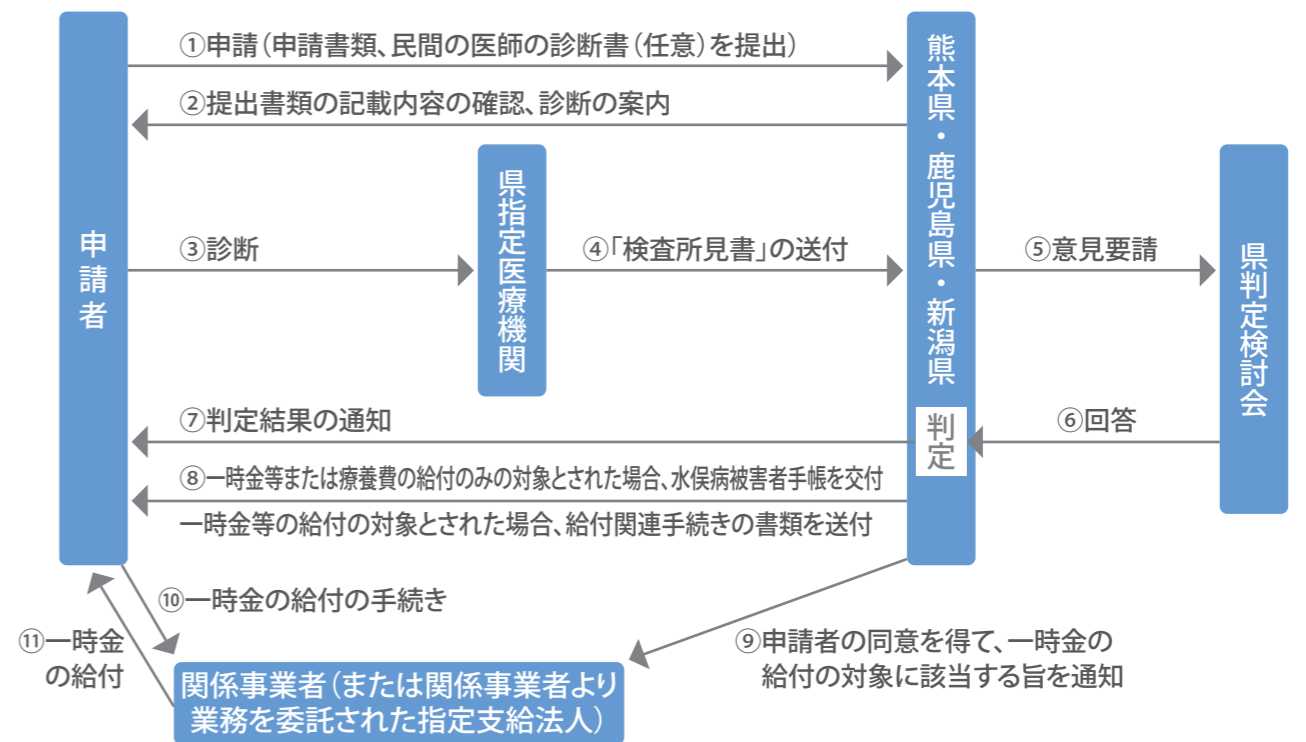 ①申請(申請書類、民間の医師の診断書(任意)を提出)
②提出書類の記載内容の確認、診断の案内
申請者
③診断
県指定医療機関
④「検査所見書」の送付
熊本県・鹿児島県・新潟県
判定
⑤意見要請
県判定検討会
⑥回答
⑦判定結果の通知
⑧一時金等または療養費の給付のみの対象とされた場合、水俣病被害者手帳を交付
一時金等の給付の対象とされた場合、給付関連手続きの書類を送付
⑩一時金の給付の手続き
⑪一時金
の給付
⑨申請者の同意を得て、一時金の
給付の対象に該当する旨を通知
関係事業者(または関係事業者より
業務を委託された指定支給法人)